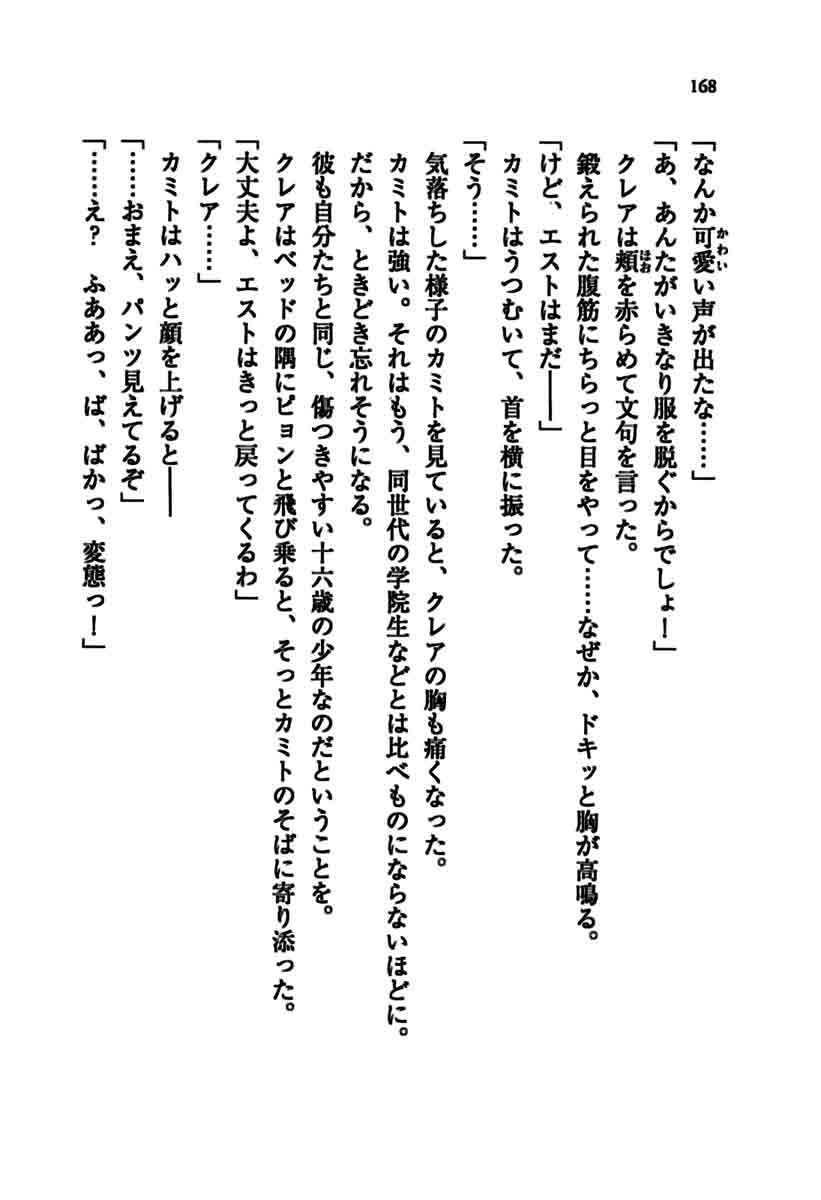 168
「なんか可愛い声が出たな……」
「あ、あんたがいきなり服を脱ぐからでしょ！」
クレアは頬を赤らめて文句を言った。
鍛えられた腹筋にちらっと目をやって……なぜか、ドキッと胸が高鳴る。
「けど、エストはまだ――」
カミトはうつむいて、首を横に振った。
「そう……」
気落ちした様子のカミトを見ていると、クレアの胸も痛くなった。
カミトは強い。それはもう、同世代の学院生などとは比べものにならないほどに。
だから、ときどき忘れそうになる。
彼も自分たちと同じ、傷つきやすい十六歳の少年なのだということを。
クレアはベッドの隅にピョンと飛び乗ると、そっとカミトのそばに寄り添った。
「大丈夫よ、エストはきっと戻ってくるわ」
「クレア……」
カミトはハッと顔を上げると――
「……おまえ、パンツ見えてるぞ」
「……え？　ふああっ、ば、ばかっ、変態っ！」